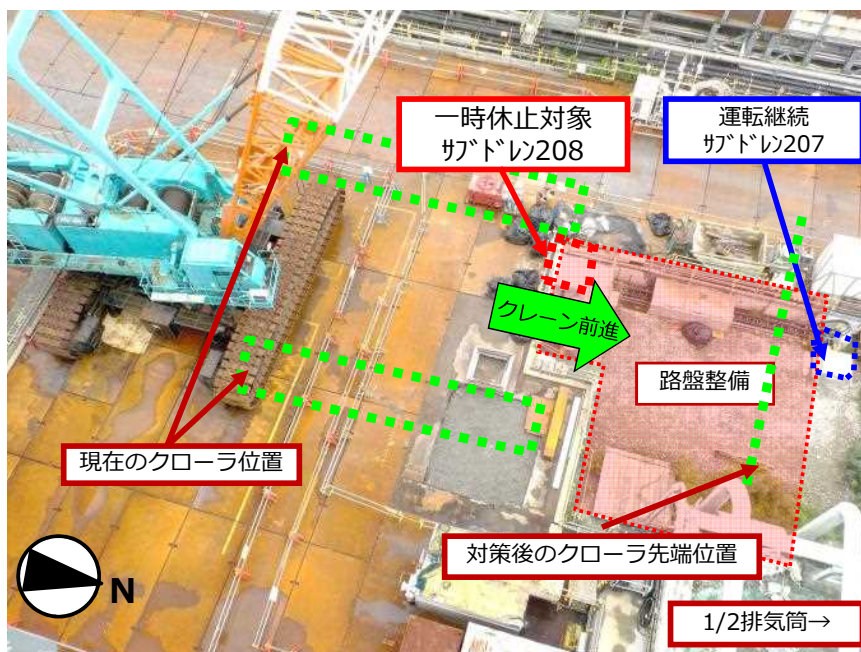 一時休止対象
ｻﾌﾞﾄﾞﾚﾝ208
運転継続
ｻﾌﾞﾄﾞﾚﾝ207
クレーン前進
路盤整備
現在のクローラ位置
対策後のクローラ先端位置
N
1/2排気筒→